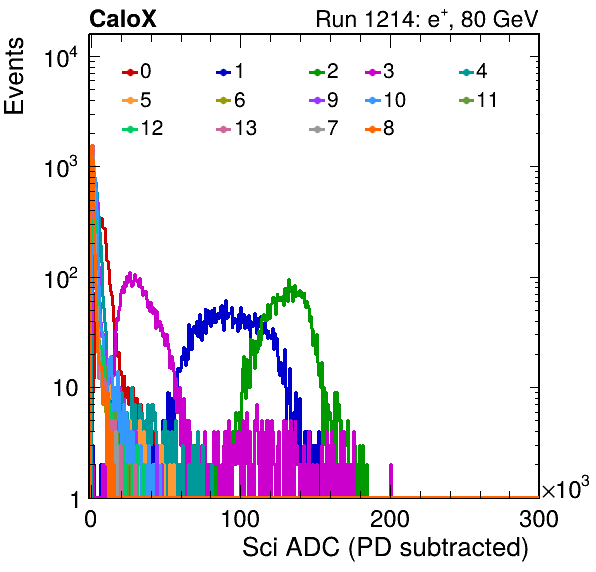 CaloX Run 1214: e⁺, 80 GeV
Events
10⁴
0 1 2 3 4
5 6 9 10 11
12 13 7 8
10³
10²
10
1
×10³
0 100 200 300
Sci ADC (PD subtracted)